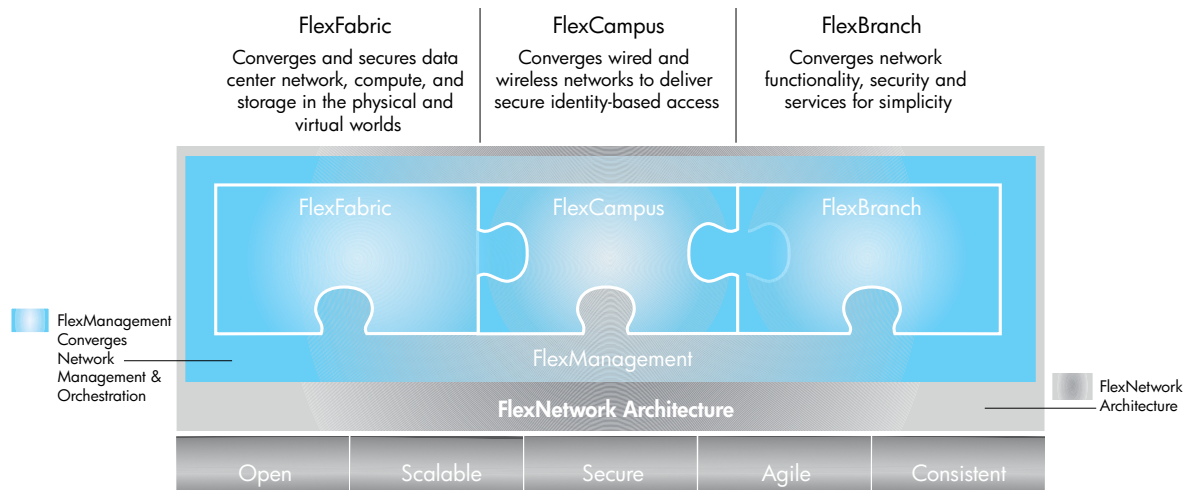 FlexFabric
Converges and secures data
center network, compute, and
storage in the physical and
virtual worlds
FlexCampus
Converges wired and
wireless networks to deliver
secure identity-based access
FlexBranch
Converges network
functionality, security and
services for simplicity
FlexFabric
FlexCampus
FlexBranch
FlexManagement
Converges
Network
Management &
Orchestration
FlexManagement
FlexNetwork Architecture
FlexNetwork
Architecture
Open
Scalable
Secure
Agile
Consistent